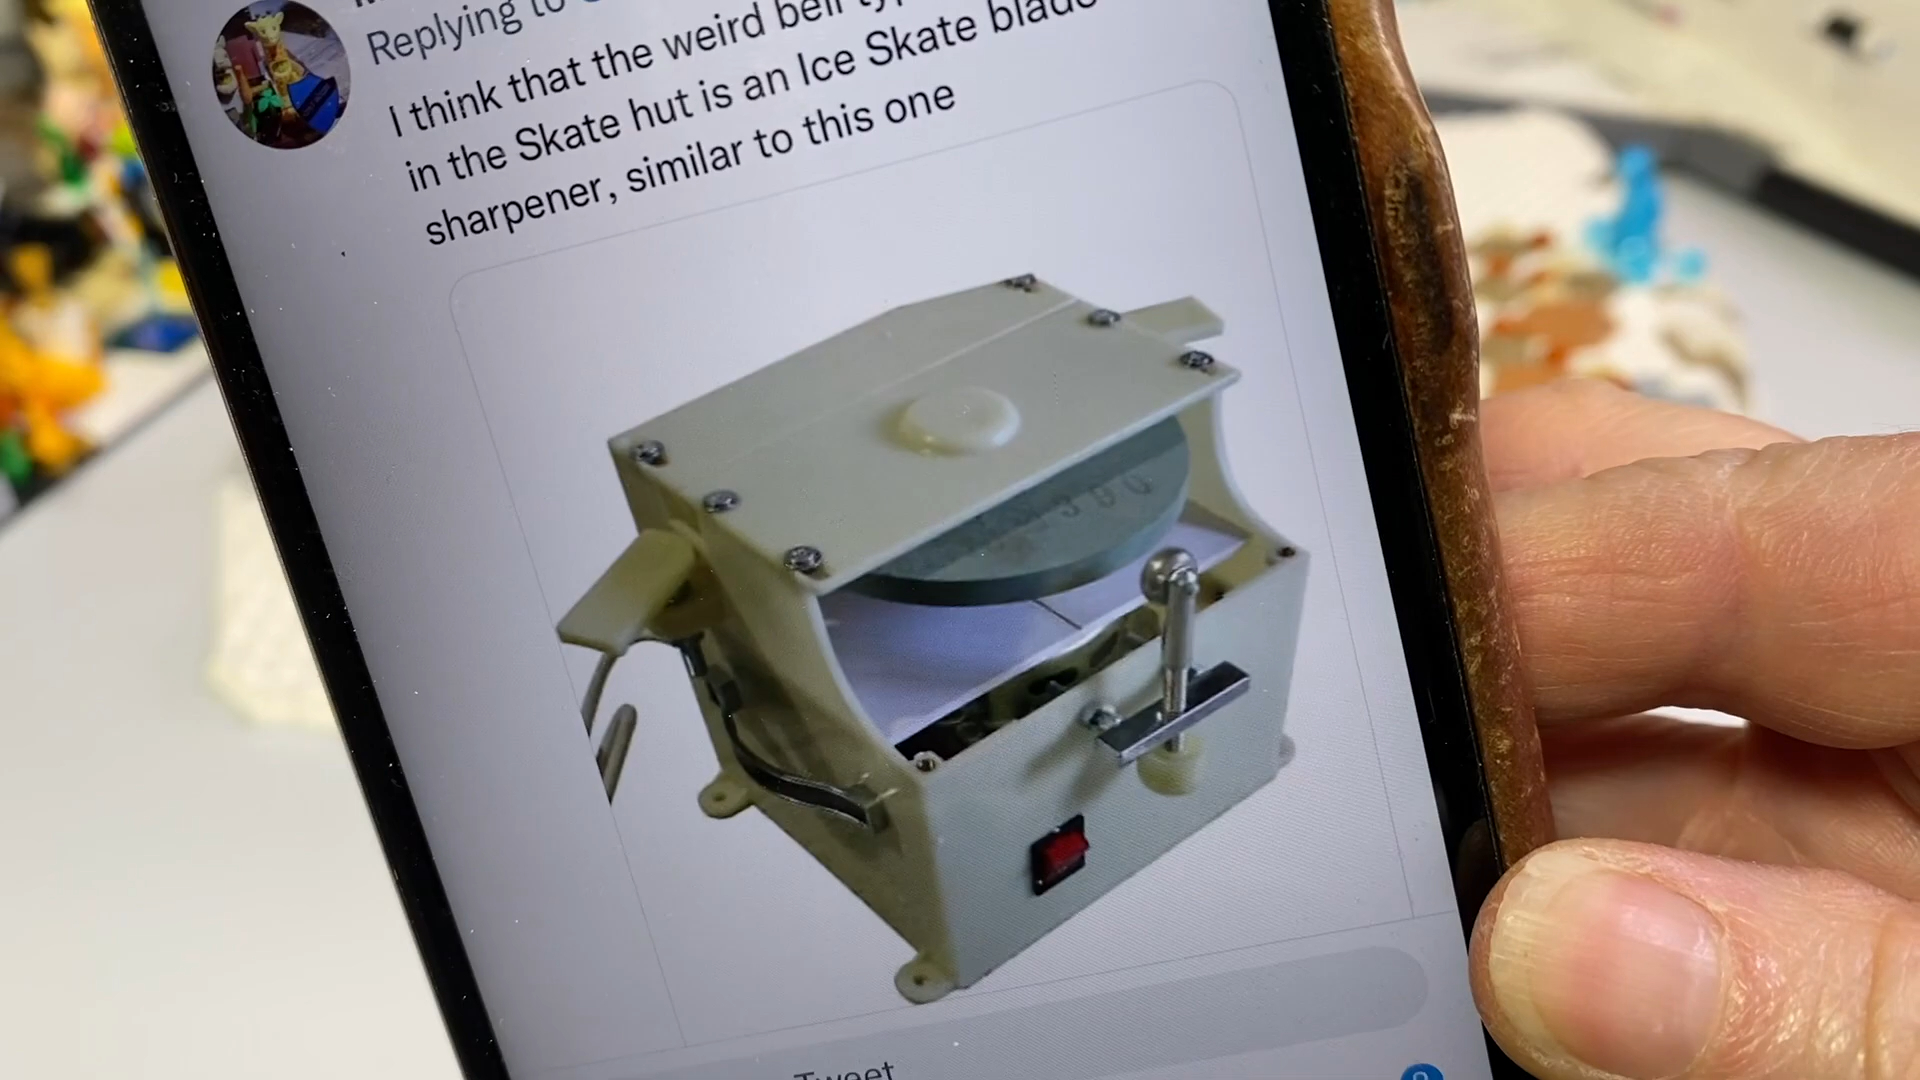 Replying to
I think that the weird bell
in the Skate hut is an Ice Skate blade
sharpener, similar to this one
Tweet